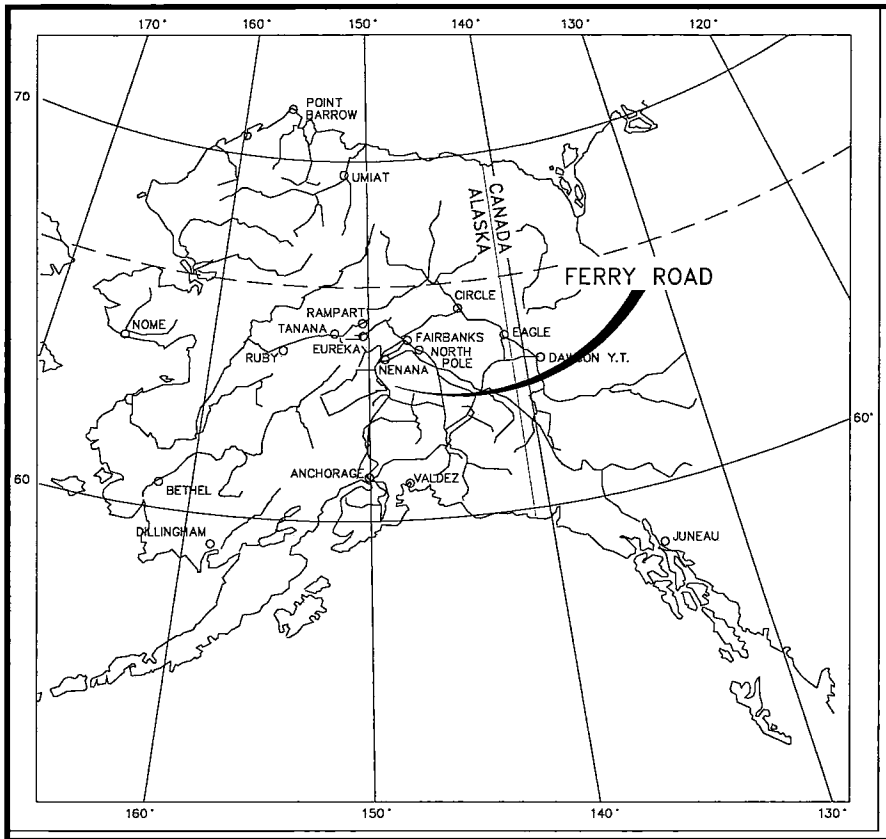 170° 160° 150° 140° 130° 120°
70
POINT
BARROW
UMIAT
CANADA
ALASKA
FERRY ROAD
CIRCLE
RAMPART
NOME
TANANA
EAGLE
FAIRBANKS
EUREKA
NORTH
POLE
RUBY
DAWSON Y.T.
NENANA
60°
ANCHORAGE
VALDEZ
60
BETHEL
DILLINGHAM
JUNEAU
160° 150° 140° 130°